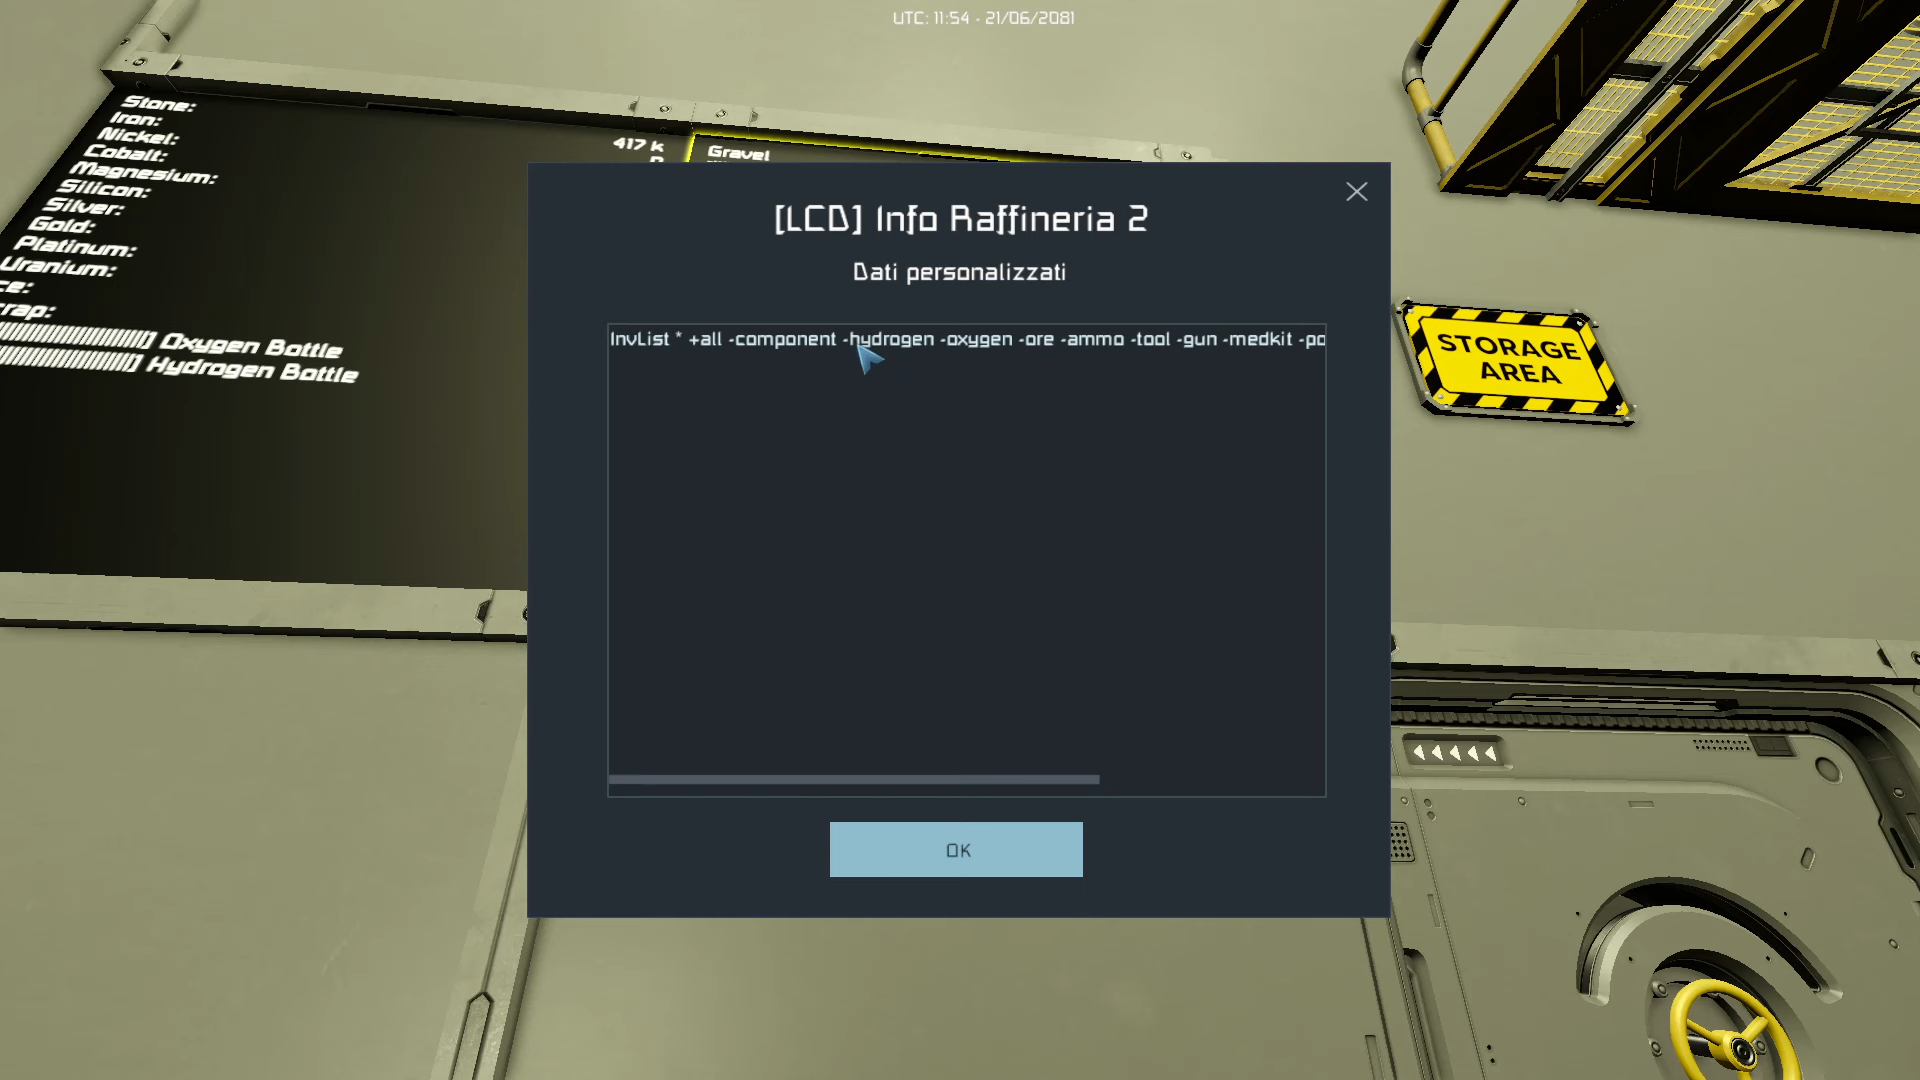 UTC: 11:54 - 21/06/2081
Stone:
Iron:
Nickel:
Cobalt:
Magnesium:
Silicon:
Silver:
Gold:
Platinum:
Uranium:
ce:
rap:
Oxygen Bottle
Hydrogen Bottle
417 k
Gravel
[LCD] Info Raffineria 2
Dati personalizzati
InvList * +all -component -hydrogen -oxygen -ore -ammo -tool -gun -medkit
OK
STORAGE
AREA